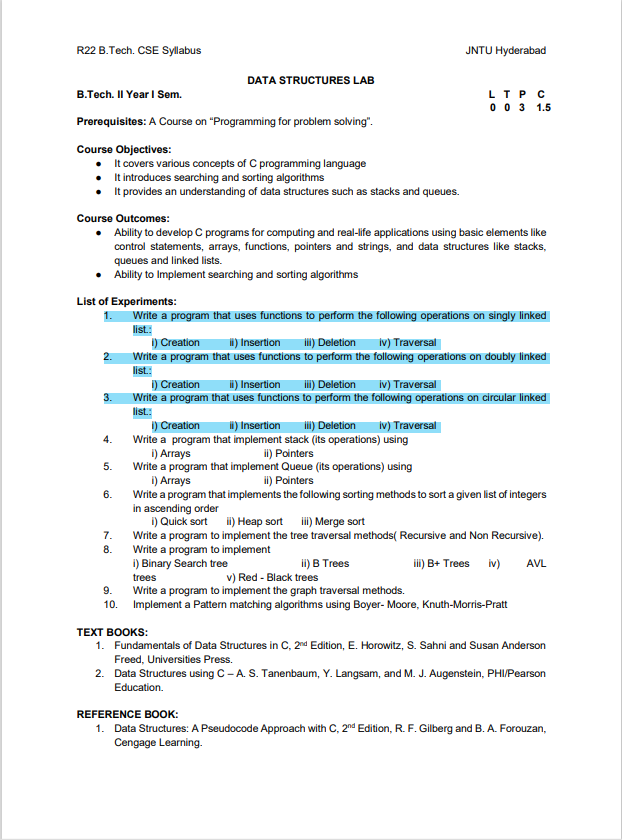 R22 B.Tech. CSE Syllabus JNTU Hyderabad
DATA STRUCTURES LAB
B.Tech. II Year I Sem. L T P C
0 0 3 1.5
Prerequisites: A Course on “Programming for problem solving”.
Course Objectives:
● It covers various concepts of C programming language
● It introduces searching and sorting algorithms
● It provides an understanding of data structures such as stacks and queues.
Course Outcomes:
● Ability to develop C programs for computing and real-life applications using basic elements like
control statements, arrays, functions, pointers and strings, and data structures like stacks,
queues and linked lists.
● Ability to Implement searching and sorting algorithms
List of Experiments:
1. Write a program that uses functions to perform the following operations on singly linked
list.:
i) Creation ii) Insertion iii) Deletion iv) Traversal
2. Write a program that uses functions to perform the following operations on doubly linked
list.:
i) Creation ii) Insertion iii) Deletion iv) Traversal
3. Write a program that uses functions to perform the following operations on circular linked
list.:
i) Creation ii) Insertion iii) Deletion iv) Traversal
4. Write a program that implement stack (its operations) using
i) Arrays ii) Pointers
5. Write a program that implement Queue (its operations) using
i) Arrays ii) Pointers
6. Write a program that implements the following sorting methods to sort a given list of integers
in ascending order
i) Quick sort ii) Heap sort iii) Merge sort
7. Write a program to implement the tree traversal methods( Recursive and Non Recursive).
8. Write a program to implement
i) Binary Search tree ii) B Trees iii) B+ Trees iv) AVL
trees v) Red - Black trees
9. Write a program to implement the graph traversal methods.
10. Implement a Pattern matching algorithms using Boyer- Moore, Knuth-Morris-Pratt
TEXT BOOKS:
1. Fundamentals of Data Structures in C, 2nd Edition, E. Horowitz, S. Sahni and Susan Anderson
Freed, Universities Press.
2. Data Structures using C – A. S. Tanenbaum, Y. Langsam, and M. J. Augenstein, PHI/Pearson
Education.
REFERENCE BOOK:
1. Data Structures: A Pseudocode Approach with C, 2nd Edition, R. F. Gilberg and B. A. Forouzan,
Cengage Learning.